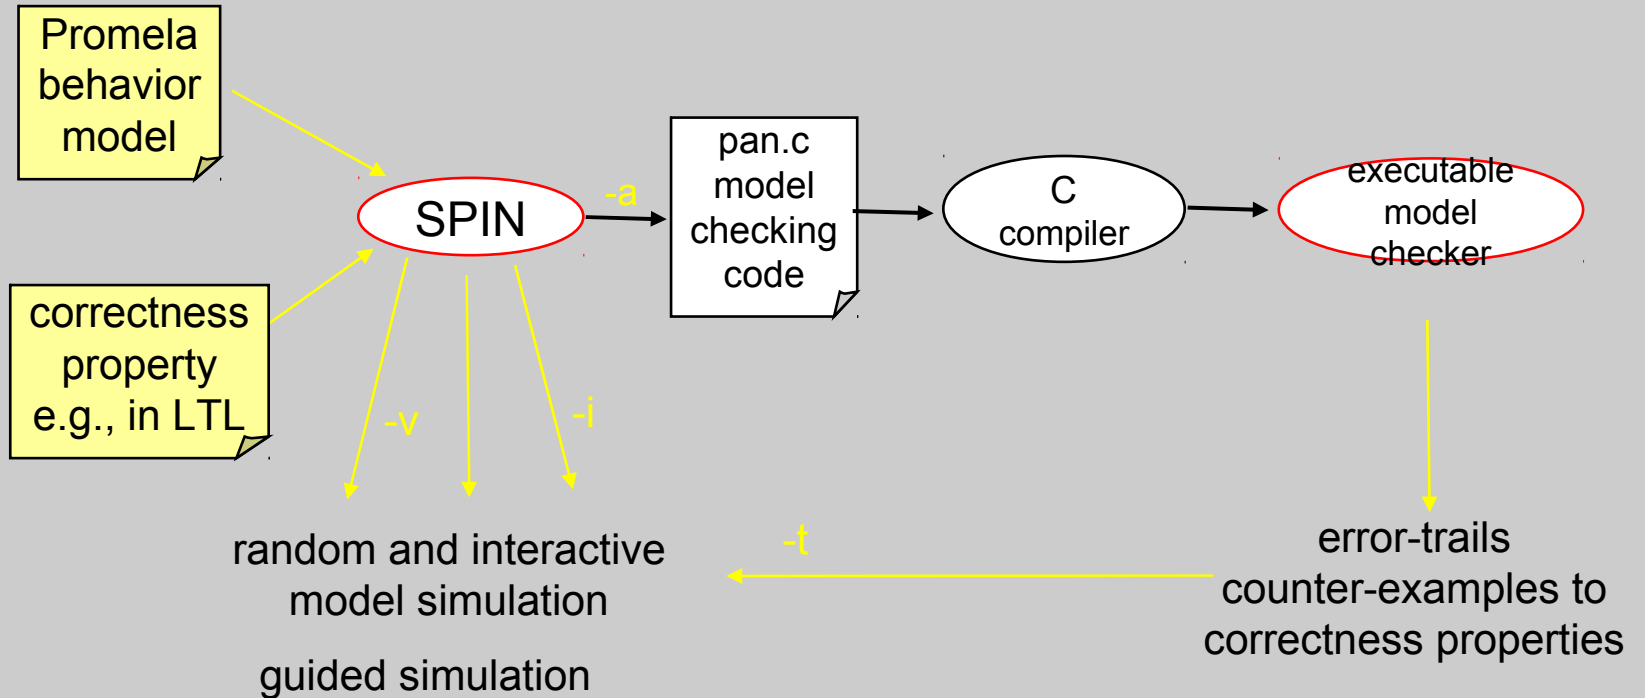 Promela
behavior
model
correctness
property
e.g., in LTL
SPIN
-a
pan.c
model
checking
code
C
compiler
executable
model
checker
-v
-i
random and interactive
model simulation
guided simulation
-t
error-trails
counter-examples to
correctness properties